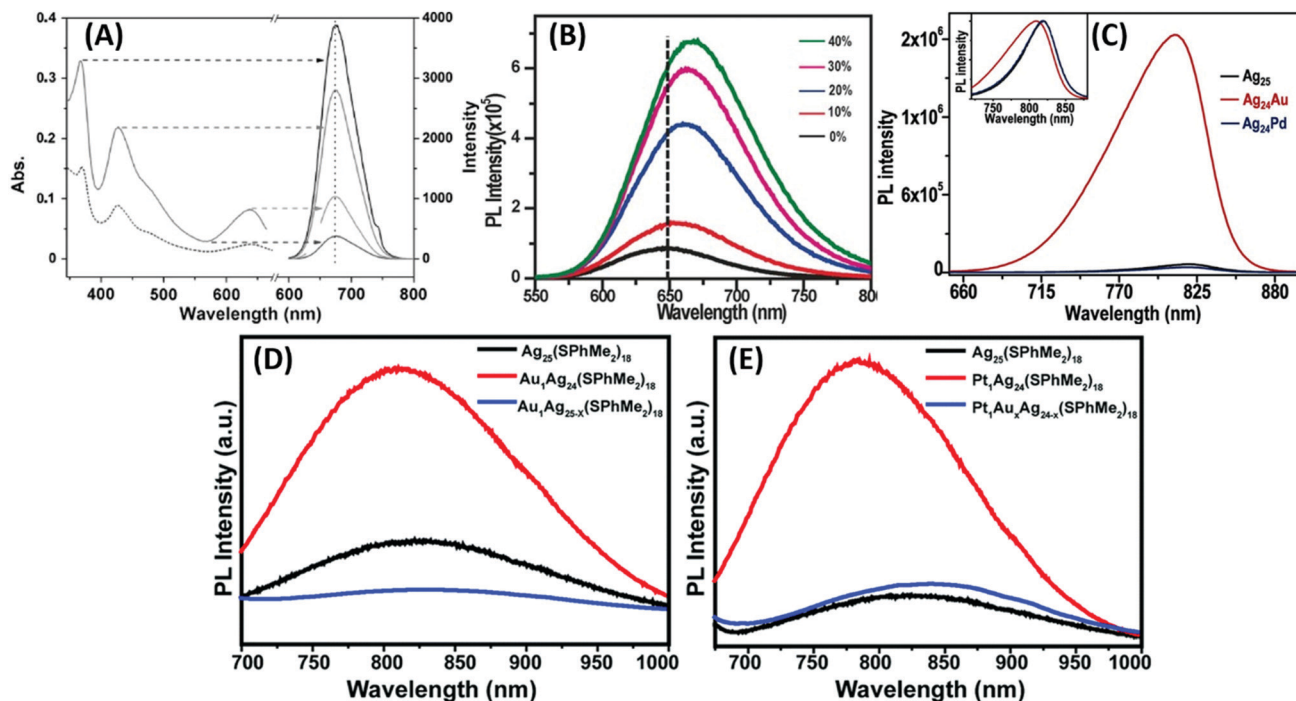 (A)
0.4
0.3
0.2
0.1
0
Abs.
400
500
600
600
700
800
Wavelength (nm)
4000
3000
2000
1000
0
Intensity
(B)
6
4
2
0
PL Intensity(x10⁵)
40%
30%
20%
10%
0%
550
600
650
700
750
800
Wavelength (nm)
(C)
2x10⁶
1x10⁶
6x10⁵
0
PL intensity
PL intensity
750
800
850
Wavelength (nm)
Ag₂₅
Ag₂₄Au
Ag₂₄Pd
660
715
770
825
880
Wavelength (nm)
(D)
Ag₂₅(SPhMe₂)₁₈
Au₁Ag₂₄(SPhMe₂)₁₈
Au₁Ag₂₅₋ₓ(SPhMe₂)₁₈
PL Intensity (a.u.)
700
750
800
850
900
950
1000
Wavelength (nm)
(E)
Ag₂₅(SPhMe₂)₁₈
Pt₁Ag₂₄(SPhMe₂)₁₈
Pt₁AuₓAg₂₄₋ₓ(SPhMe₂)₁₈
PL Intensity (a.u.)
700
750
800
850
900
950
1000
Wavelength (nm)